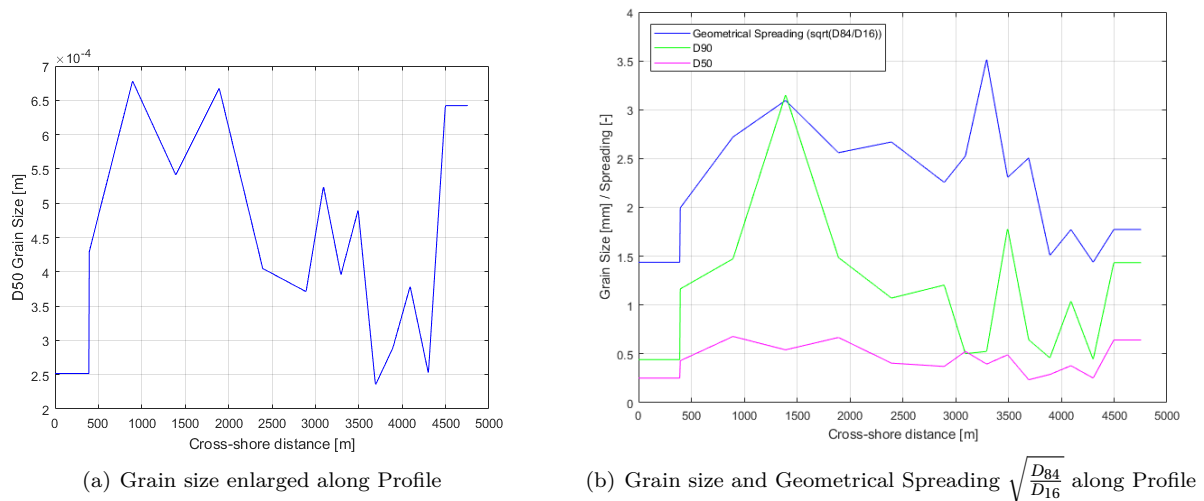 ×10⁻⁴
7
6.5
6
5.5
5
4.5
4
3.5
3
2.5
2
D50 Grain Size [m]
0 500 1000 1500 2000 2500 3000 3500 4000 4500 5000
Cross-shore distance [m]
(a) Grain size enlarged along Profile
4
3.5
3
2.5
2
1.5
1
0.5
0
Grain Size [mm] / Spreading [-]
Geometrical Spreading (sqrt(D84/D16))
D90
D50
0 500 1000 1500 2000 2500 3000 3500 4000 4500 5000
Cross-shore distance [m]
(b) Grain size and Geometrical Spreading √(D₈₄/D₁₆) along Profile